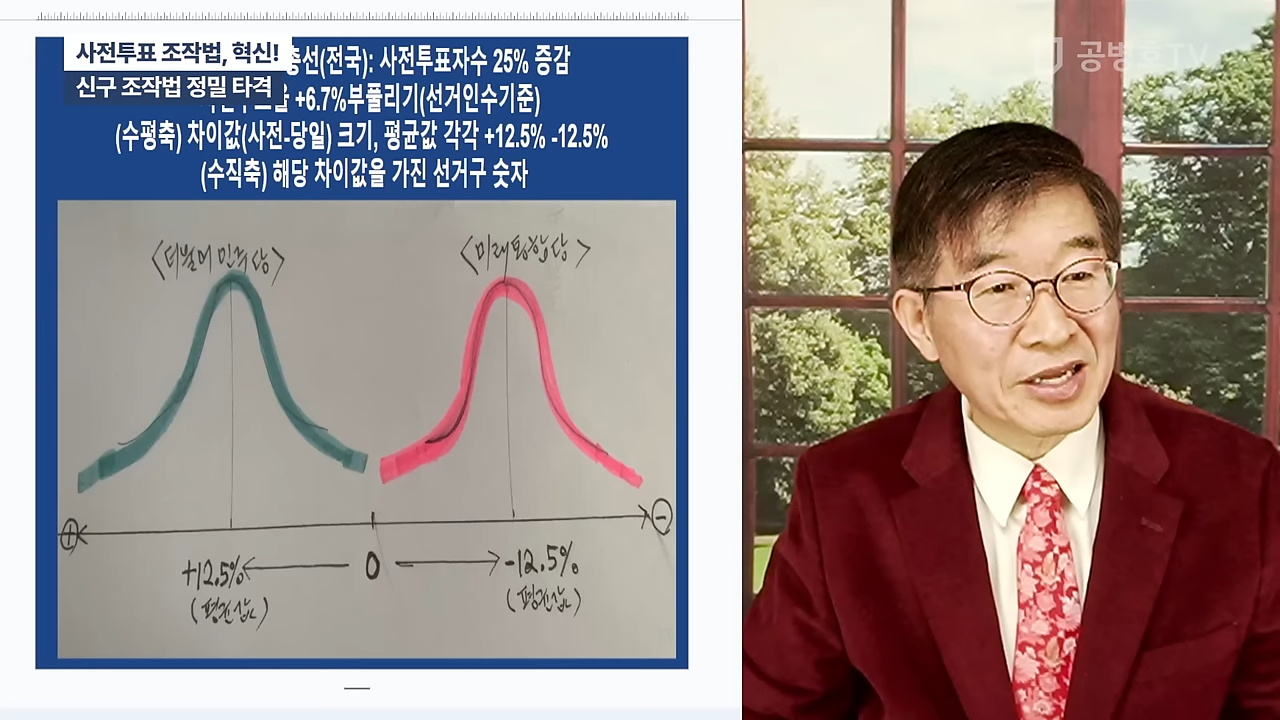 사전투표 조작법, 혁신!
신구 조작법 정밀 타격
총선(전국): 사전투표자수 25% 증감
+6.7%부풀리기(선거인수기준)
(수평축) 차이값(사전-당일) 크기, 평균값 각각 +12.5% -12.5%
(수직축) 해당 차이값을 가진 선거구 숫자
공병호TV
<더불어 민주당>
<미래통합당>
+
-
+12.5%
0
-12.5%
(평균값)
(평균값)